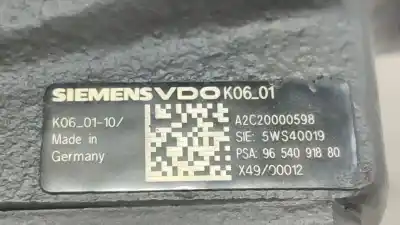 SIEMENS VDO K06_01
K06_01-10/
Made in
Germany
A2C20000598
SIE: 5WS40019
PSA: 96 540 918 80
X49/00012